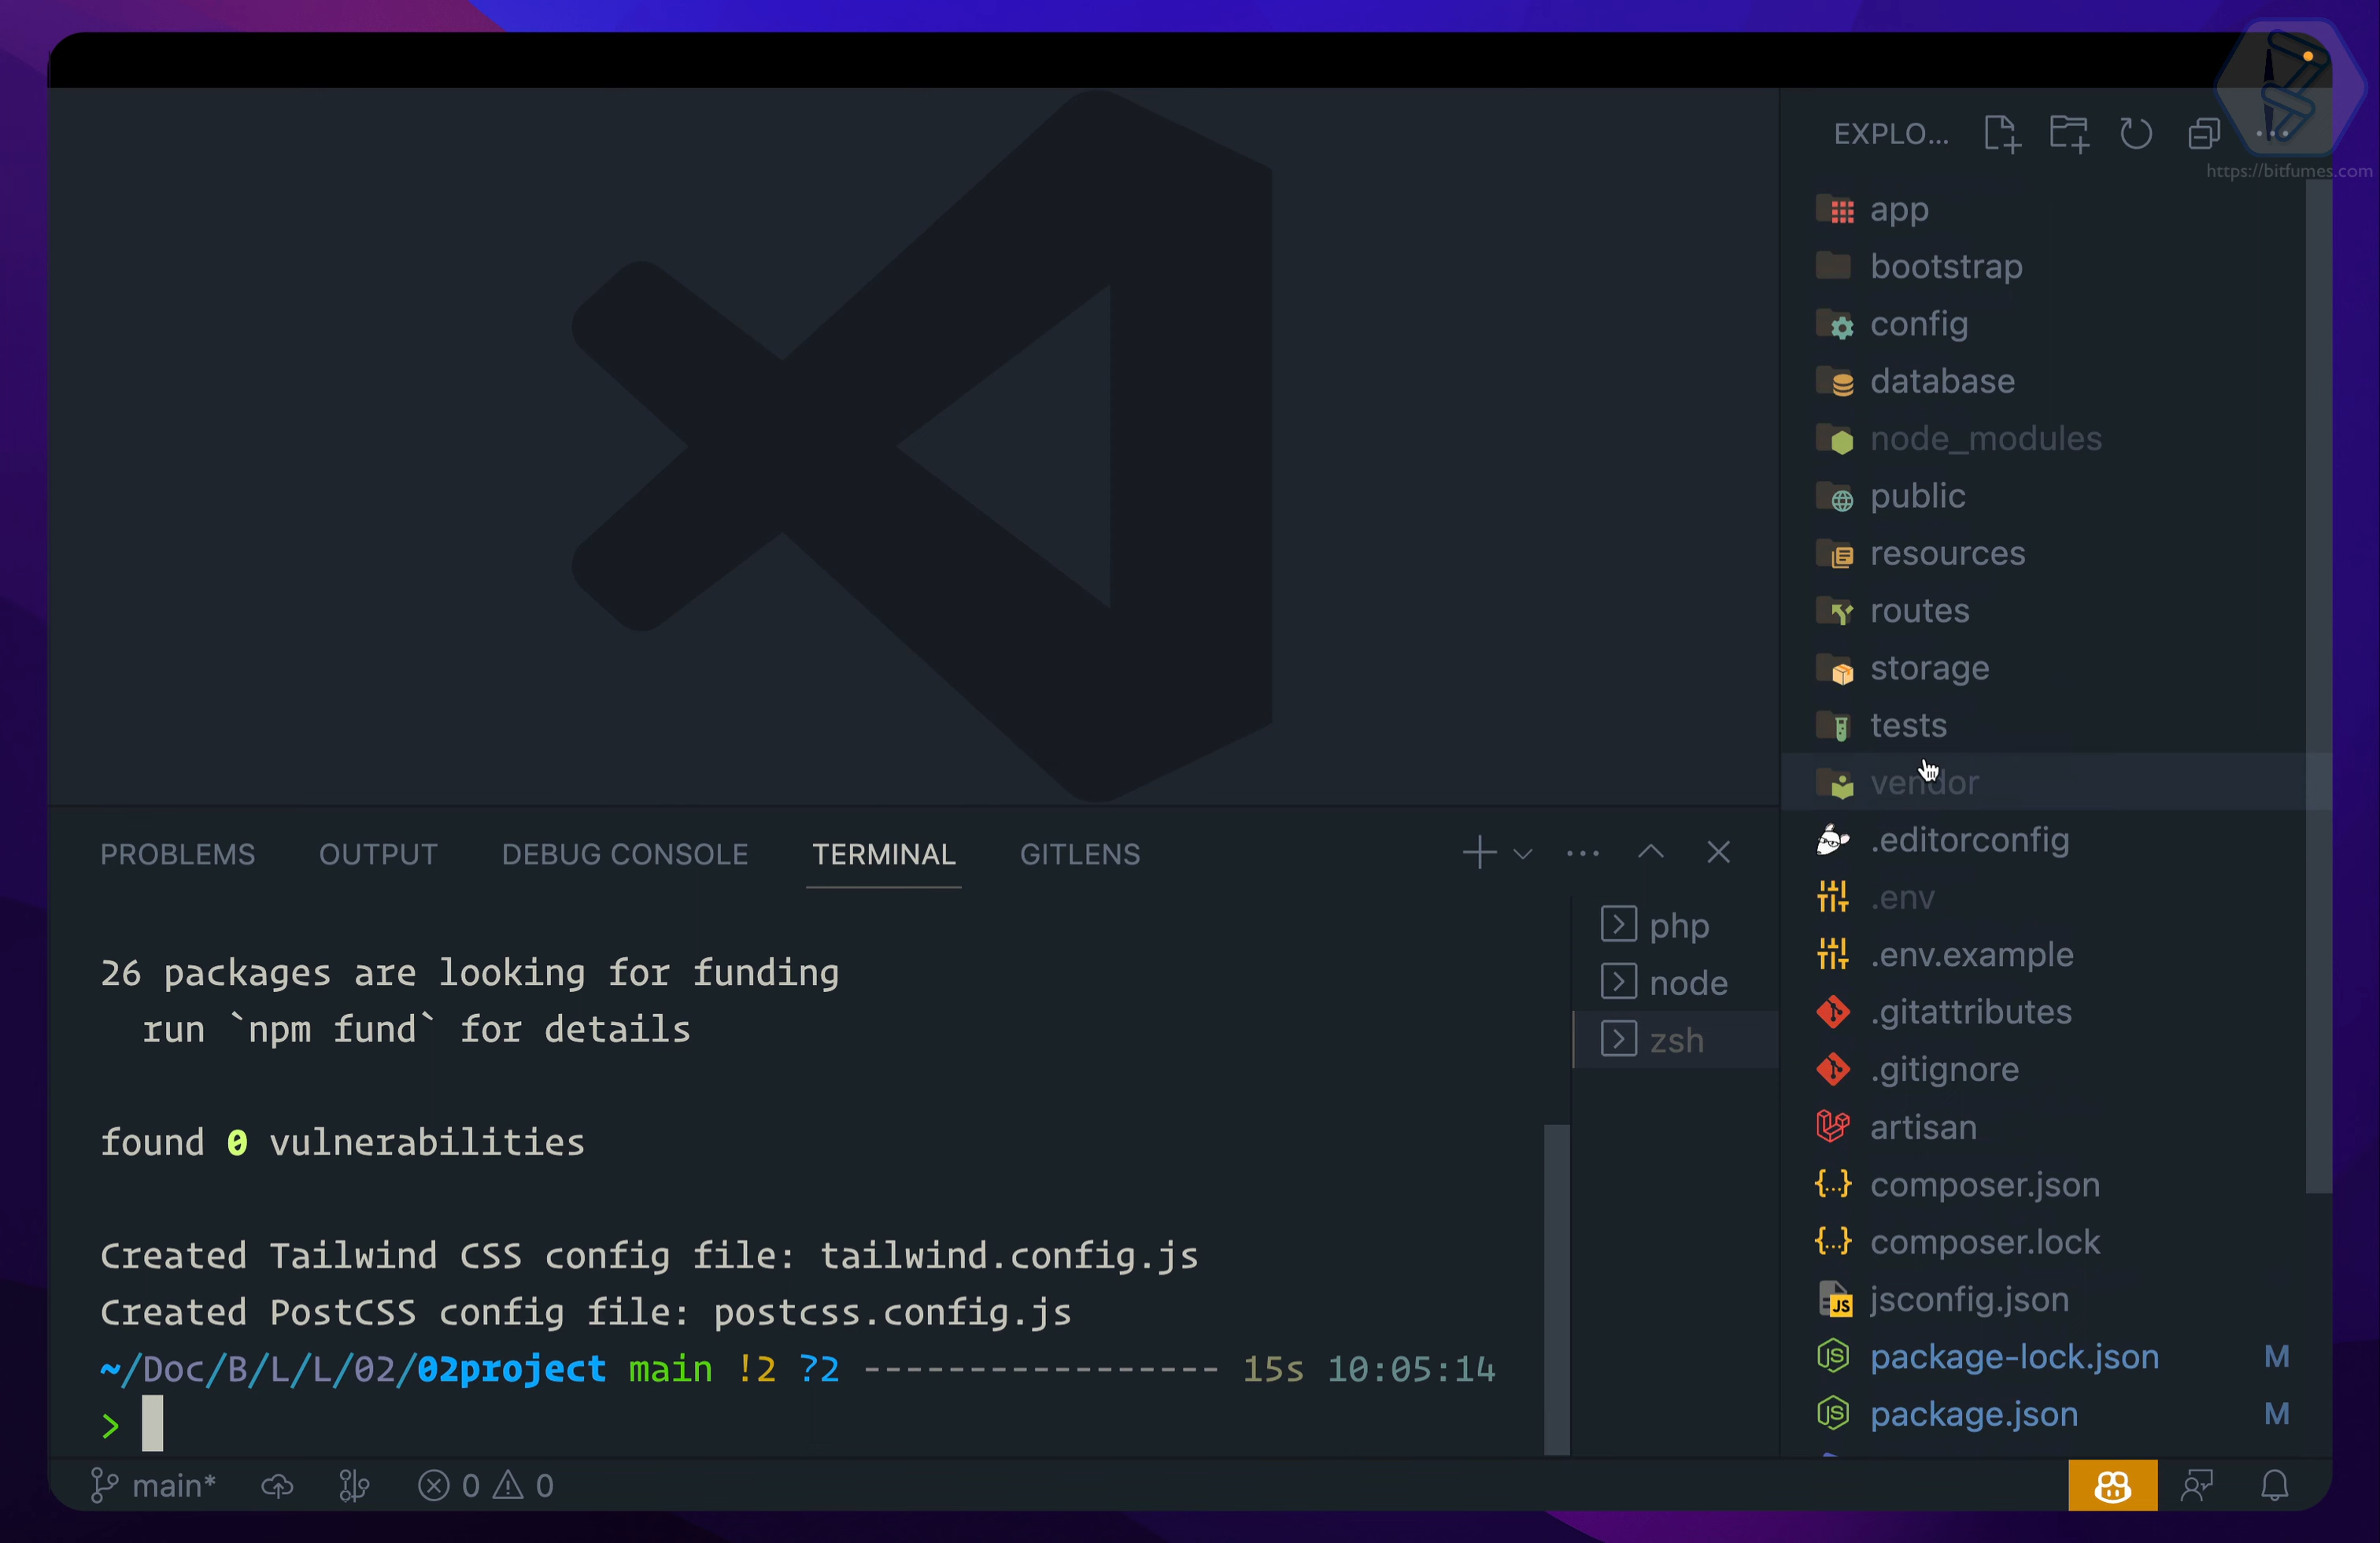 EXPLO...
https://bitfumes.com
app
bootstrap
config
database
node_modules
public
resources
routes
storage
tests
vendor
.editorconfig
.env
.env.example
.gitattributes
.gitignore
artisan
composer.json
composer.lock
jsconfig.json
package-lock.json M
package.json M
PROBLEMS OUTPUT DEBUG CONSOLE TERMINAL GITLENS
php
node
zsh
26 packages are looking for funding
run `npm fund` for details
found 0 vulnerabilities
Created Tailwind CSS config file: tailwind.config.js
Created PostCSS config file: postcss.config.js
~/Doc/B/L/L/02/02project main !2 ?2 ----------------- 15s 10:05:14
>
main* 0 0